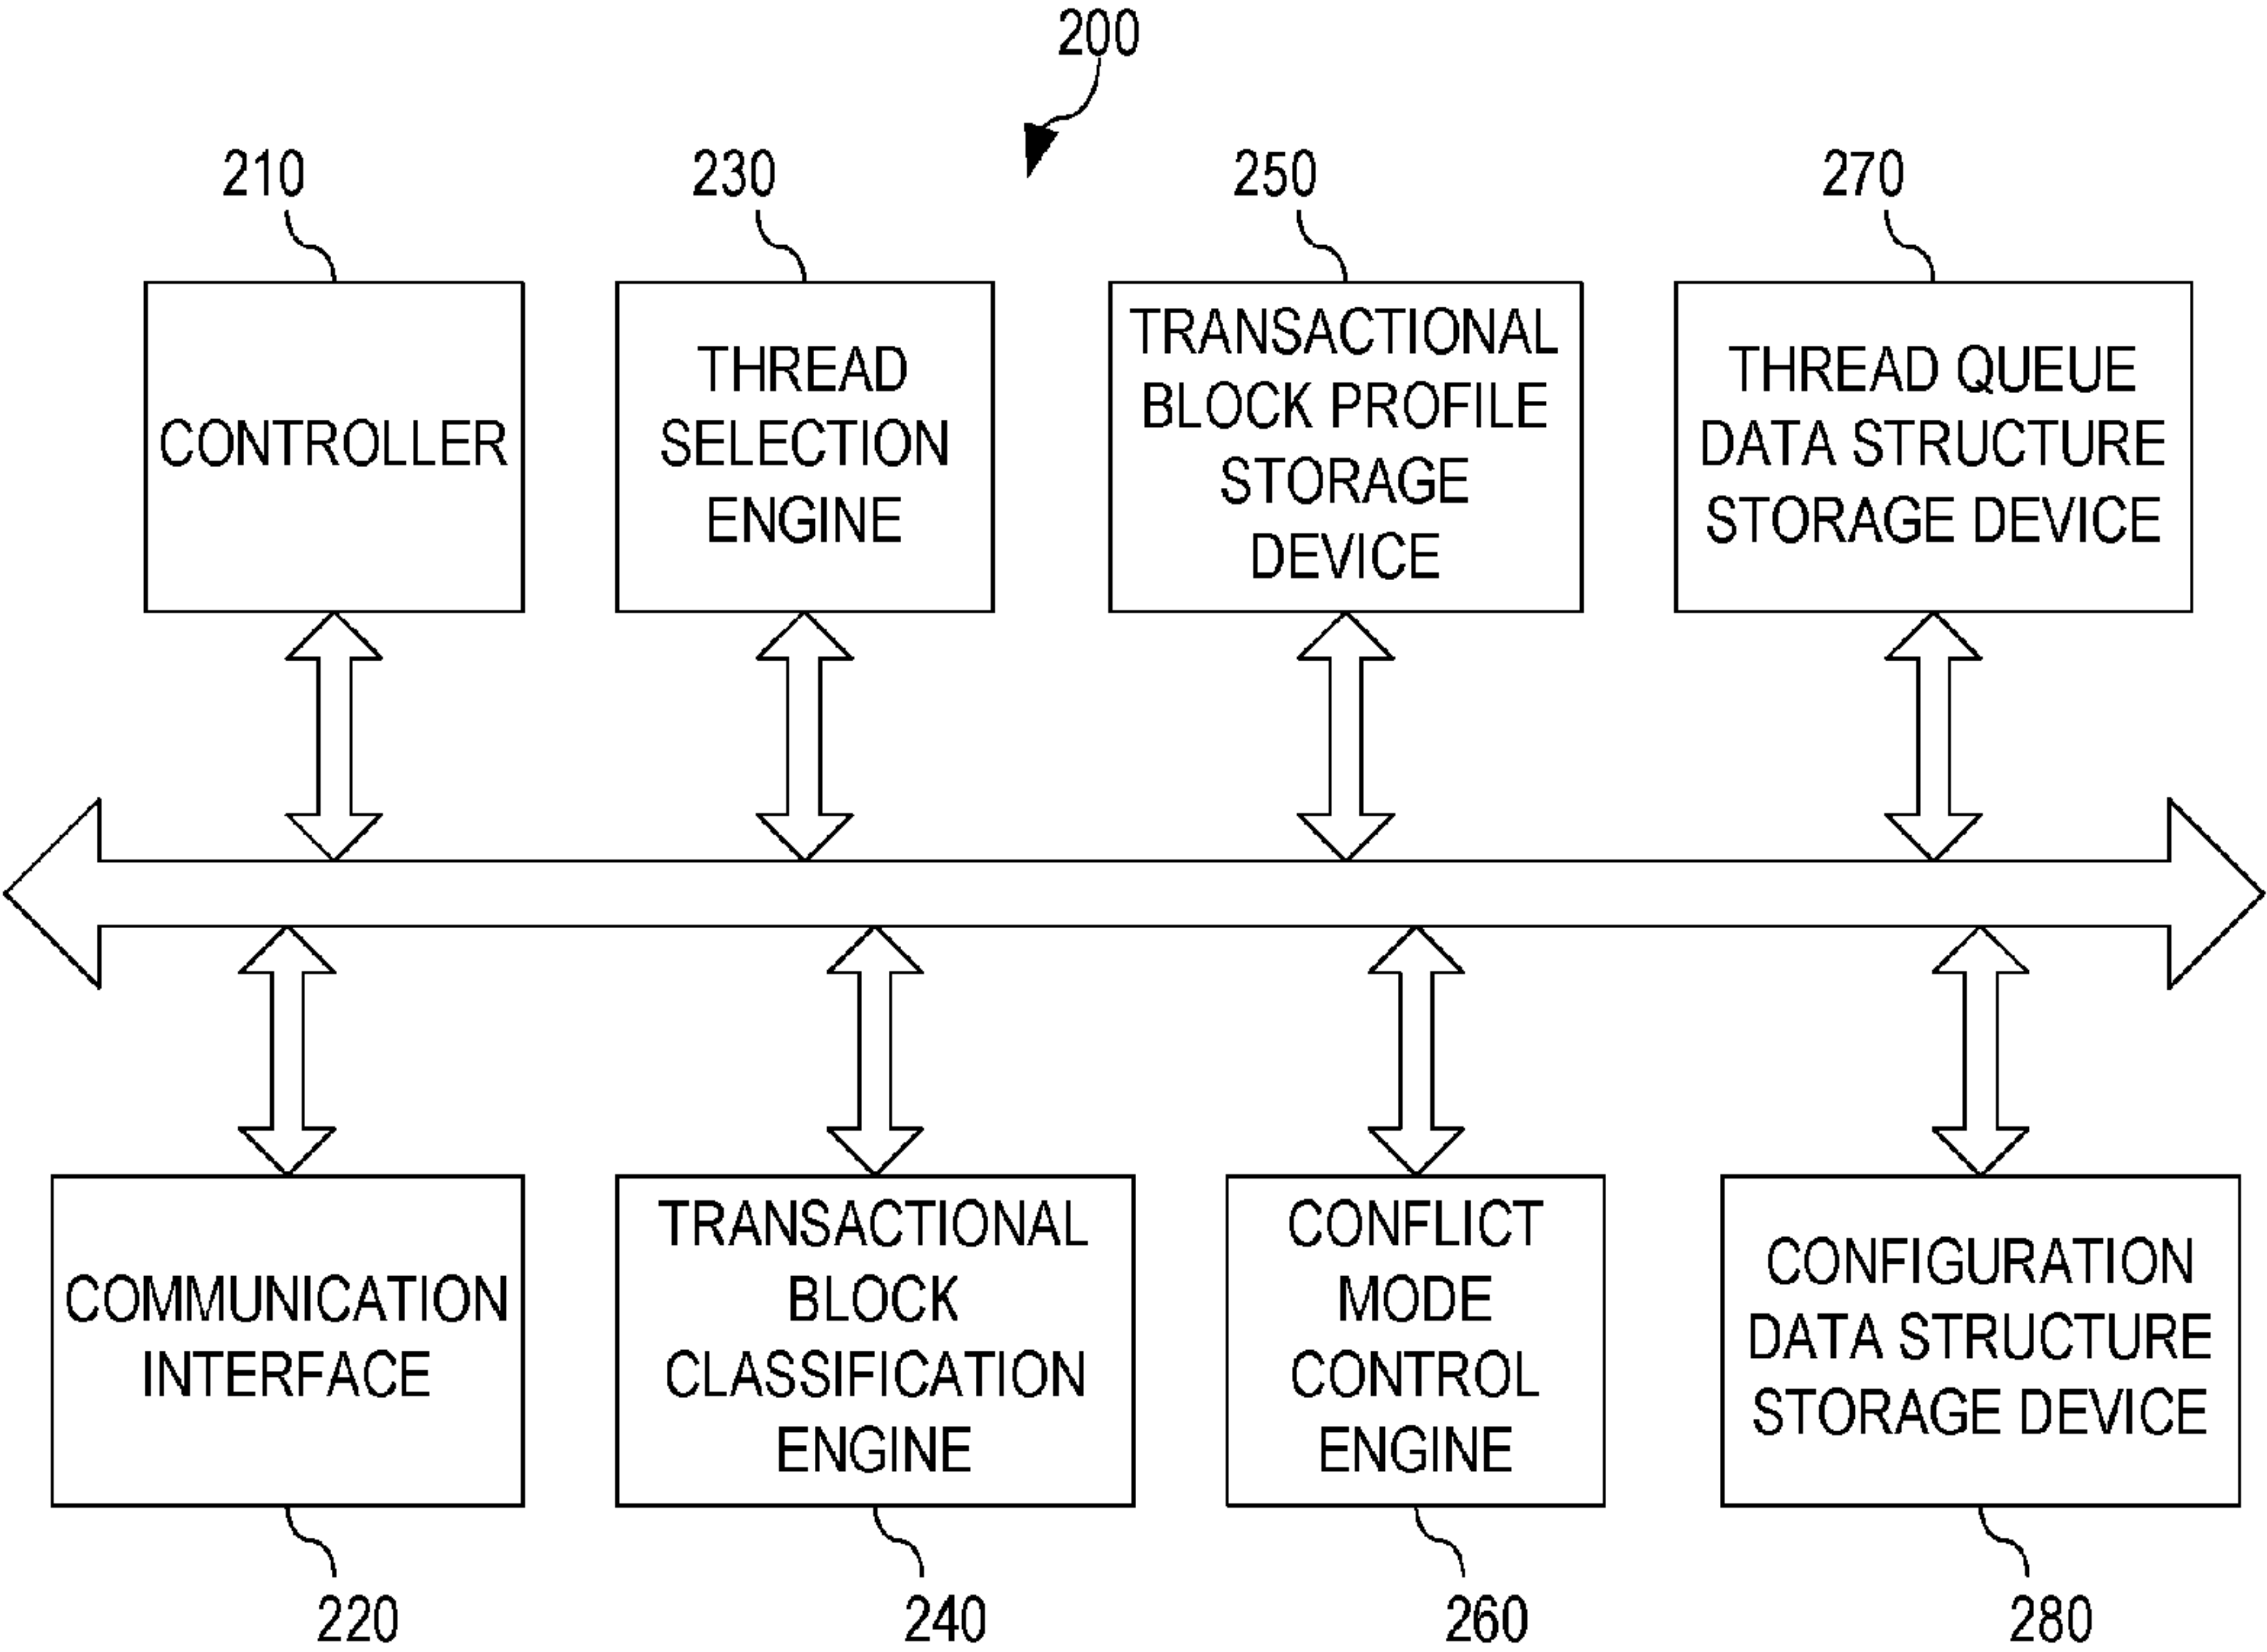 200
210
230
250
270
CONTROLLER
THREAD
SELECTION
ENGINE
TRANSACTIONAL
BLOCK PROFILE
STORAGE
DEVICE
THREAD QUEUE
DATA STRUCTURE
STORAGE DEVICE
COMMUNICATION
INTERFACE
TRANSACTIONAL
BLOCK
CLASSIFICATION
ENGINE
CONFLICT
MODE
CONTROL
ENGINE
CONFIGURATION
DATA STRUCTURE
STORAGE DEVICE
220
240
260
280